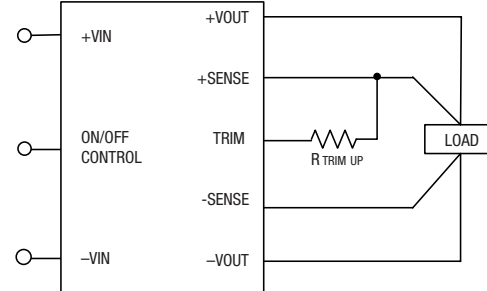 +VIN
ON/OFF
CONTROL
–VIN
+VOUT
+SENSE
TRIM
-SENSE
–VOUT
R TRIM UP
LOAD